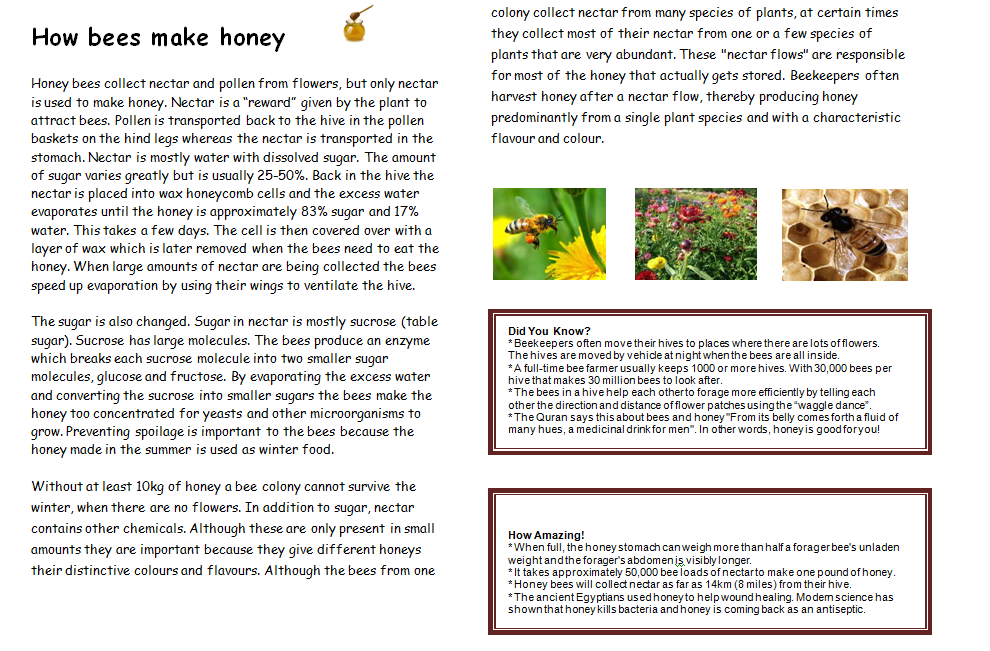 How bees make honey
Honey bees collect nectar and pollen from flowers, but only nectar
is used to make honey. Nectar is a “reward” given by the plant to
attract bees. Pollen is transported back to the hive in the pollen
baskets on the hind legs whereas the nectar is transported in the
stomach. Nectar is mostly water with dissolved sugar. The amount
of sugar varies greatly but is usually 25-50%. Back in the hive the
nectar is placed into wax honeycomb cells and the excess water
evaporates until the honey is approximately 83% sugar and 17%
water. This takes a few days. The cell is then covered over with a
layer of wax which is later removed when the bees need to eat the
honey. When large amounts of nectar are being collected the bees
speed up evaporation by using their wings to ventilate the hive.
The sugar is also changed. Sugar in nectar is mostly sucrose (table
sugar). Sucrose has large molecules. The bees produce an enzyme
which breaks each sucrose molecule into two smaller sugar
molecules, glucose and fructose. By evaporating the excess water
and converting the sucrose into smaller sugars the bees make the
honey too concentrated for yeasts and other microorganisms to
grow. Preventing spoilage is important to the bees because the
honey made in the summer is used as winter food.
Without at least 10kg of honey a bee colony cannot survive the
winter, when there are no flowers. In addition to sugar, nectar
contains other chemicals. Although these are only present in small
amounts they are important because they give different honeys
their distinctive colours and flavours. Although the bees from one
colony collect nectar from many species of plants, at certain times
they collect most of their nectar from one or a few species of
plants that are very abundant. These "nectar flows" are responsible
for most of the honey that actually gets stored. Beekeepers often
harvest honey after a nectar flow, thereby producing honey
predominantly from a single plant species and with a characteristic
flavour and colour.
Did You Know?
*Beekeepers often move their hives to places where there are lots of flowers.
The hives are moved by vehicle at night when the bees are all inside.
*A full-time bee farmer usually keeps 1000 or more hives. With 30,000 bees per
hive that makes 30 million bees to look after.
*The bees in a hive help each other to forage more efficiently by telling each
other the direction and distance of flower patches using the “waggle dance”.
*The Quran says this about bees and honey "From its belly comes forth a fluid of
many hues, a medicinal drink for men". In other words, honey is good for you!
How Amazing!
*When full, the honey stomach can weigh more than half a forager bee's unladen
weight and the forager's abdomen is visibly longer.
*It takes approximately 50,000 bee loads of nectar to make one pound of honey.
*Honey bees will collect nectar as far as 14km (8 miles) from their hive.
*The ancient Egyptians used honey to help wound healing. Modern science has
shown that honey kills bacteria and honey is coming back as an antiseptic.